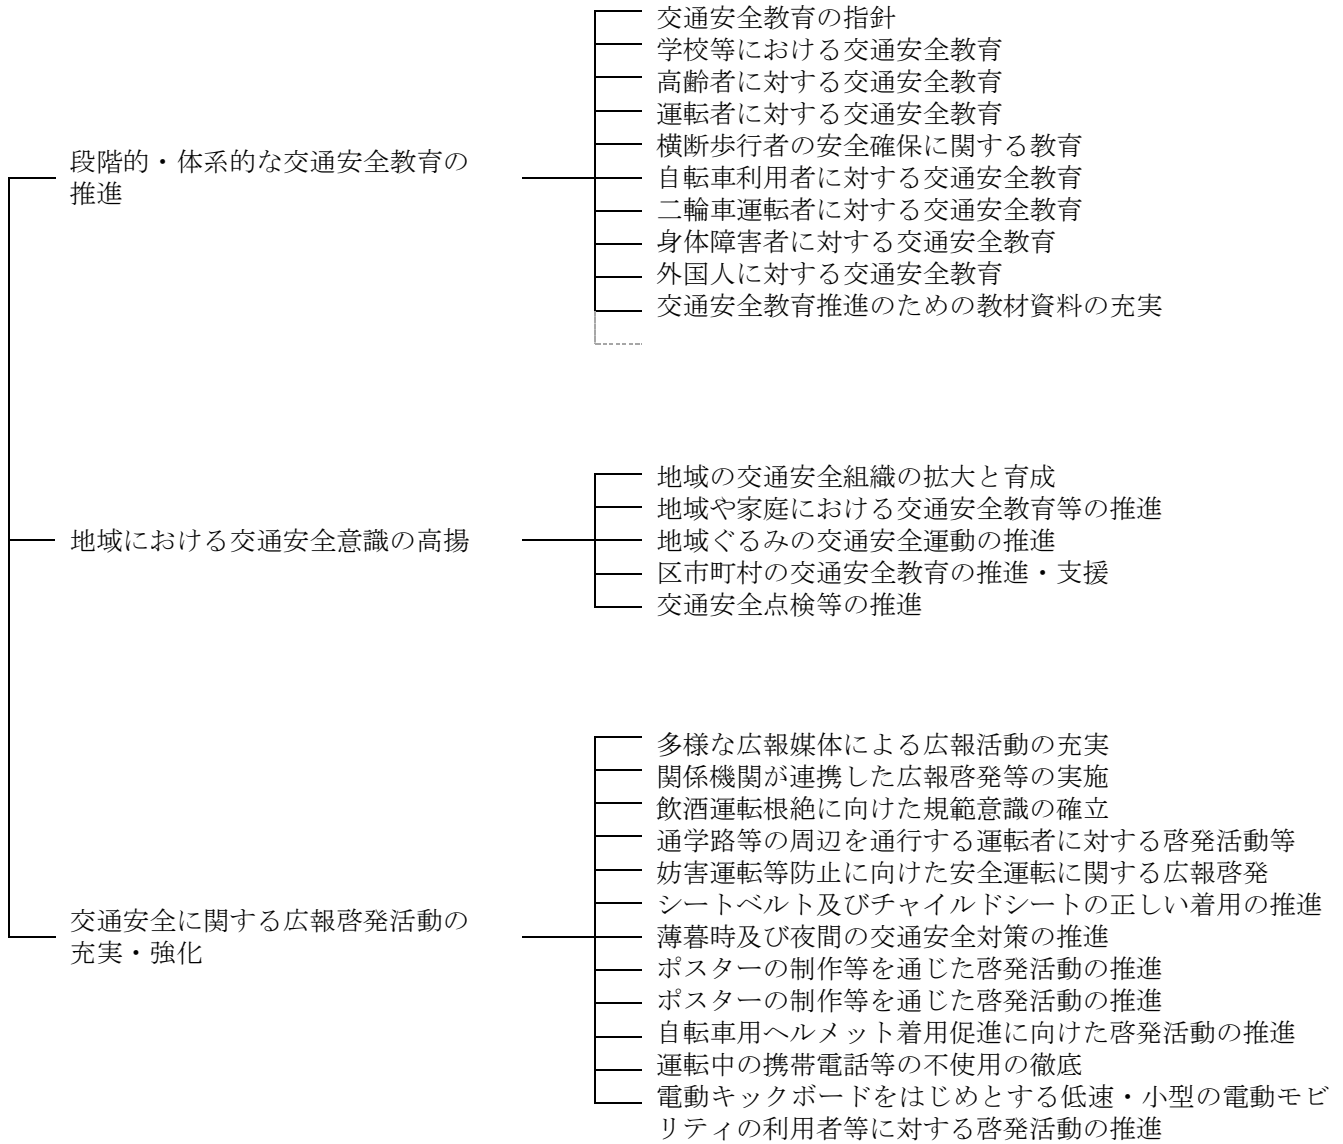 段階的・体系的な交通安全教育の
推進
交通安全教育の指針
学校等における交通安全教育
高齢者に対する交通安全教育
運転者に対する交通安全教育
横断歩行者の安全確保に関する教育
自転車利用者に対する交通安全教育
二輪車運転者に対する交通安全教育
身体障害者に対する交通安全教育
外国人に対する交通安全教育
交通安全教育推進のための教材資料の充実
地域における交通安全意識の高揚
地域の交通安全組織の拡大と育成
地域や家庭における交通安全教育等の推進
地域ぐるみの交通安全運動の推進
区市町村の交通安全教育の推進・支援
交通安全点検等の推進
交通安全に関する広報啓発活動の
充実・強化
多様な広報媒体による広報活動の充実
関係機関が連携した広報啓発等の実施
飲酒運転根絶に向けた規範意識の確立
通学路等の周辺を通行する運転者に対する啓発活動等
妨害運転等防止に向けた安全運転に関する広報啓発
シートベルト及びチャイルドシートの正しい着用の推進
薄暮時及び夜間の交通安全対策の推進
ポスターの制作等を通じた啓発活動の推進
ポスターの制作等を通じた啓発活動の推進
自転車用ヘルメット着用促進に向けた啓発活動の推進
運転中の携帯電話等の不使用の徹底
電動キックボードをはじめとする低速・小型の電動モビ
リティの利用者等に対する啓発活動の推進